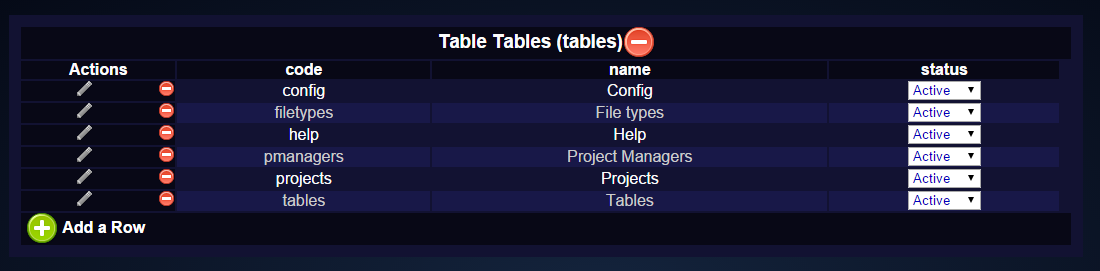 Table Tables (tables)
Actions code name status
config Config Active
filetypes File types Active
help Help Active
pmanagers Project Managers Active
projects Projects Active
tables Tables Active
Add a Row